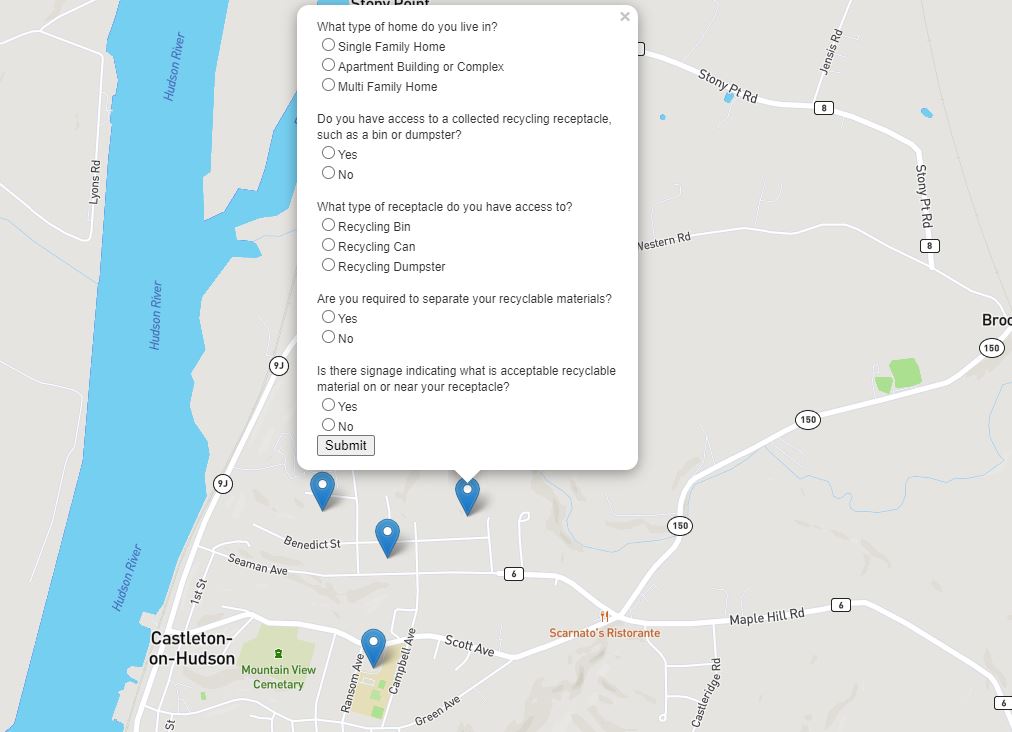 Stony Point
What type of home do you live in?
Single Family Home
Apartment Building or Complex
Multi Family Home
Do you have access to a collected recycling receptacle,
such as a bin or dumpster?
Yes
No
What type of receptacle do you have access to?
Recycling Bin
Recycling Can
Recycling Dumpster
Are you required to separate your recyclable materials?
Yes
No
Is there signage indicating what is acceptable recyclable
material on or near your receptacle?
Yes
No
Submit
×
Hudson River
Lyons Rd
Hudson River
Hudson River
9J
9J
Stony Pt Rd
Jensis Rd
8
Stony Pt Rd
8
Western Rd
150
150
150
Benedict St
Seaman Ave
6
1st St
Castleton-
on-Hudson
Mountain View
Cemetary
Ransom Ave
Campbell Ave
Scott Ave
Green Ave
St
Scarnato's Ristorante
Maple Hill Rd
6
Castleridge Rd
6